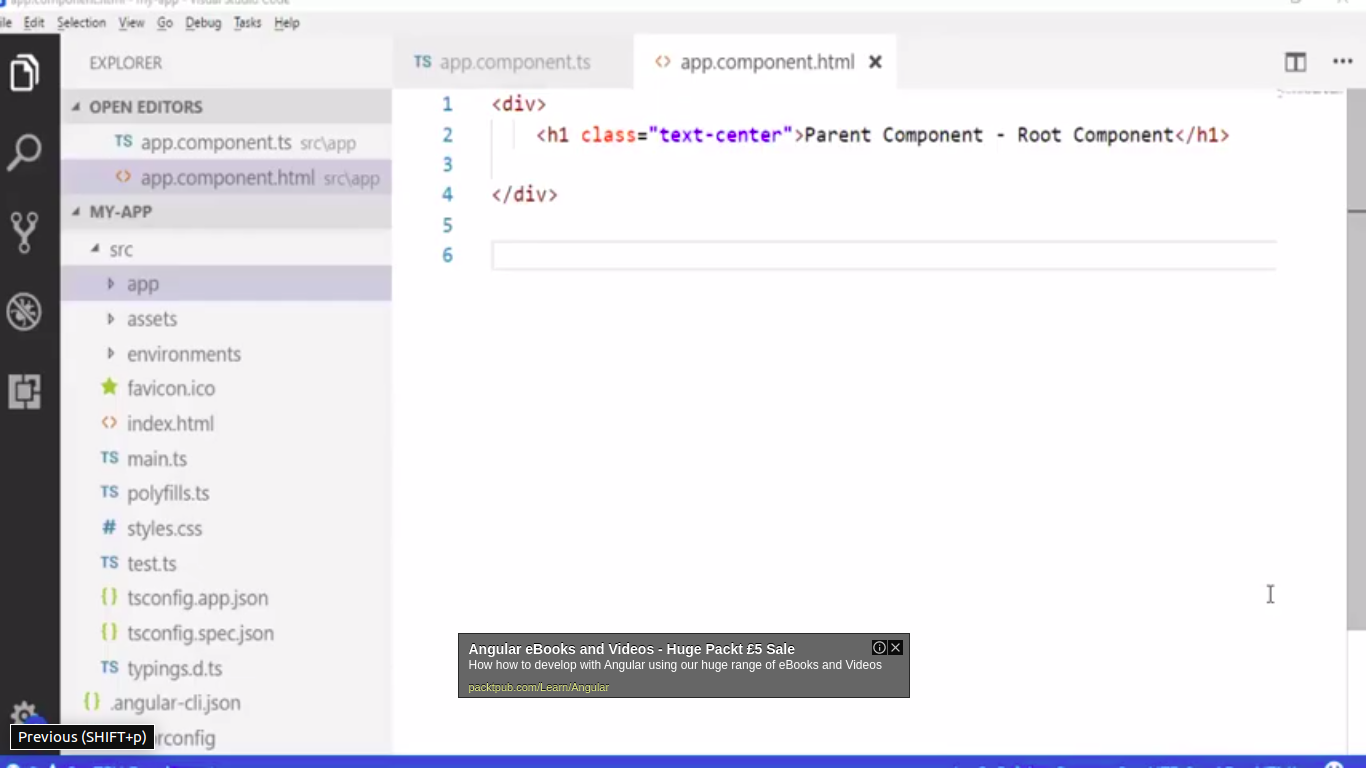 app.component.html - my-app - Visual Studio Code
ile Edit Selection View Go Debug Tasks Help
EXPLORER
OPEN EDITORS
TS app.component.ts src\app
<> app.component.html src\app
MY-APP
src
app
assets
environments
favicon.ico
<> index.html
TS main.ts
TS polyfills.ts
# styles.css
TS test.ts
{} tsconfig.app.json
{} tsconfig.spec.json
TS typings.d.ts
{} .angular-cli.json
rconfig
Previous (SHIFT+p)
TS app.component.ts
<> app.component.html
1 <div>
2 <h1 class="text-center">Parent Component - Root Component</h1>
3
4 </div>
5
6
Angular eBooks and Videos - Huge Packt £5 Sale
How how to develop with Angular using our huge range of eBooks and Videos
packtpub.com/Learn/Angular